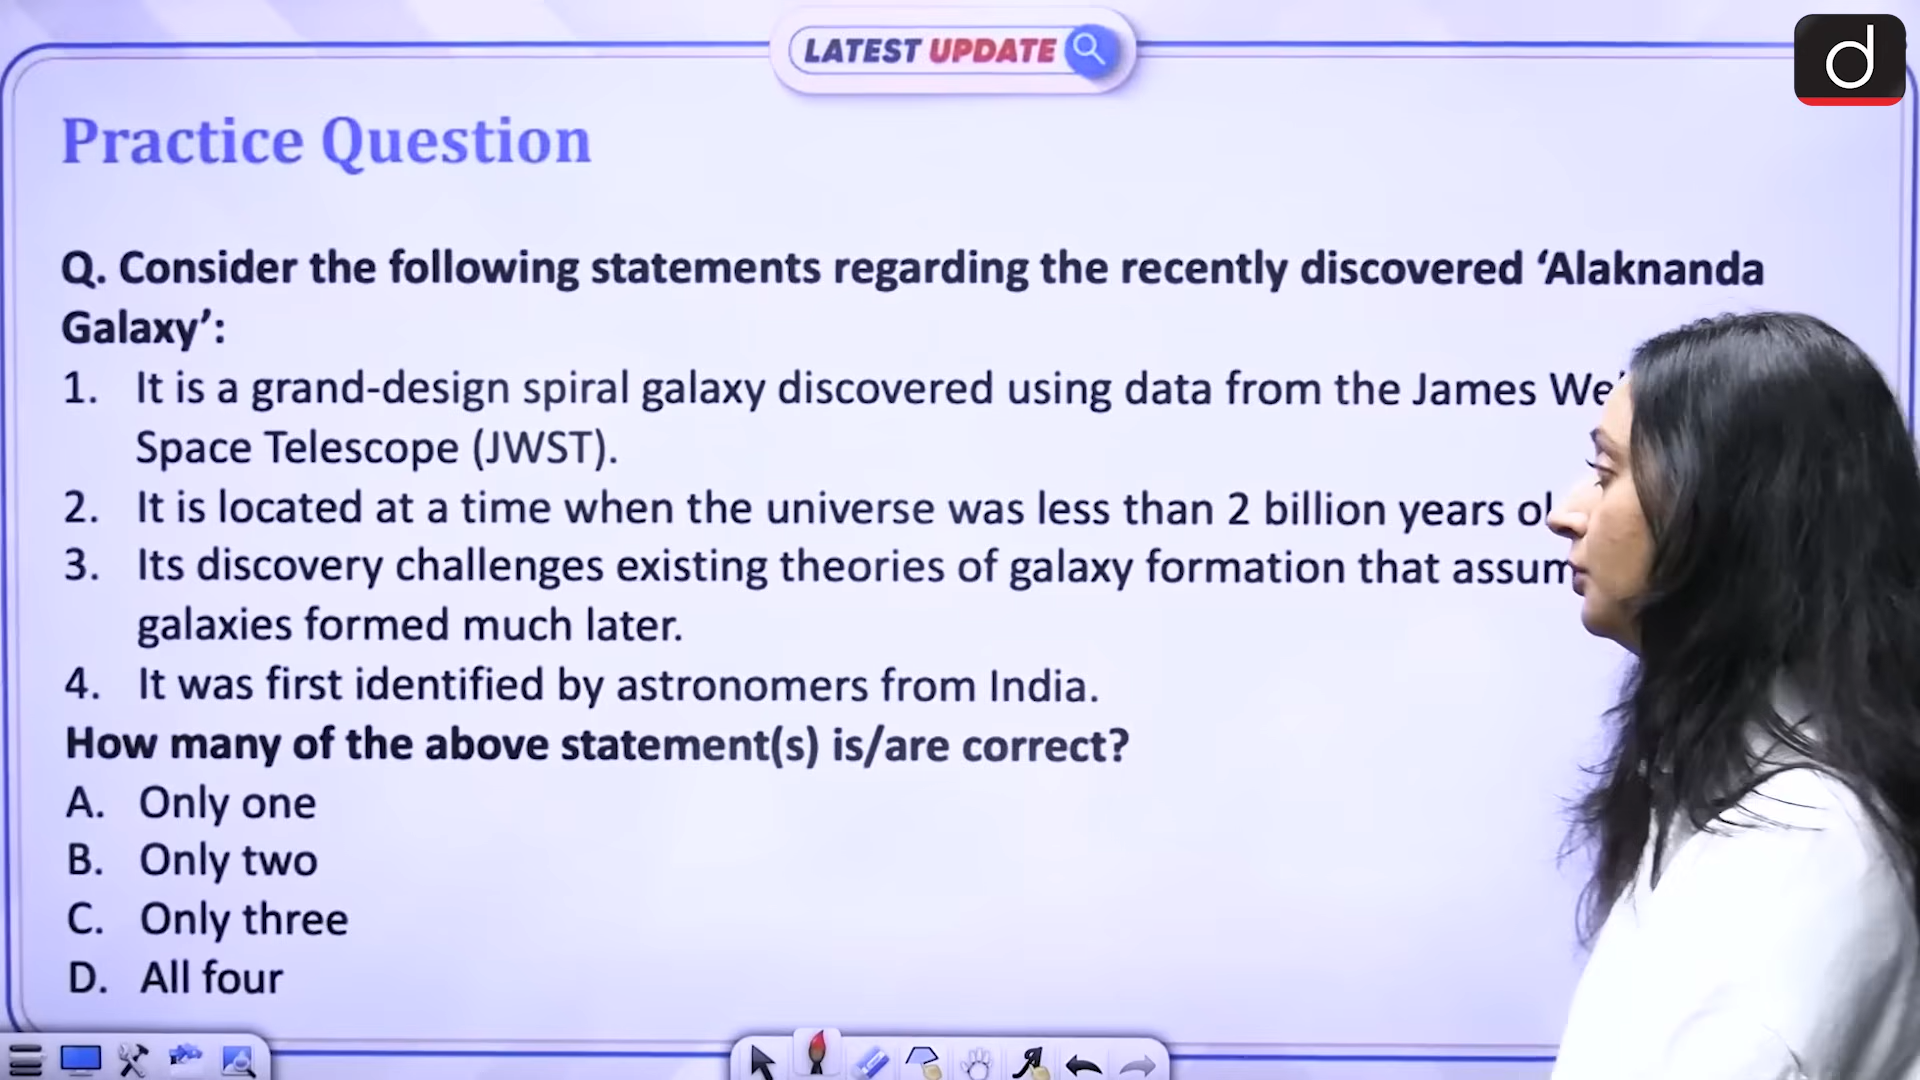 LATEST UPDATE
d
Practice Question
Q. Consider the following statements regarding the recently discovered ‘Alaknanda
Galaxy’:
1. It is a grand-design spiral galaxy discovered using data from the James
Space Telescope (JWST).
2. It is located at a time when the universe was less than 2 billion years
3. Its discovery challenges existing theories of galaxy formation that
galaxies formed much later.
4. It was first identified by astronomers from India.
How many of the above statement(s) is/are correct?
A. Only one
B. Only two
C. Only three
D. All four